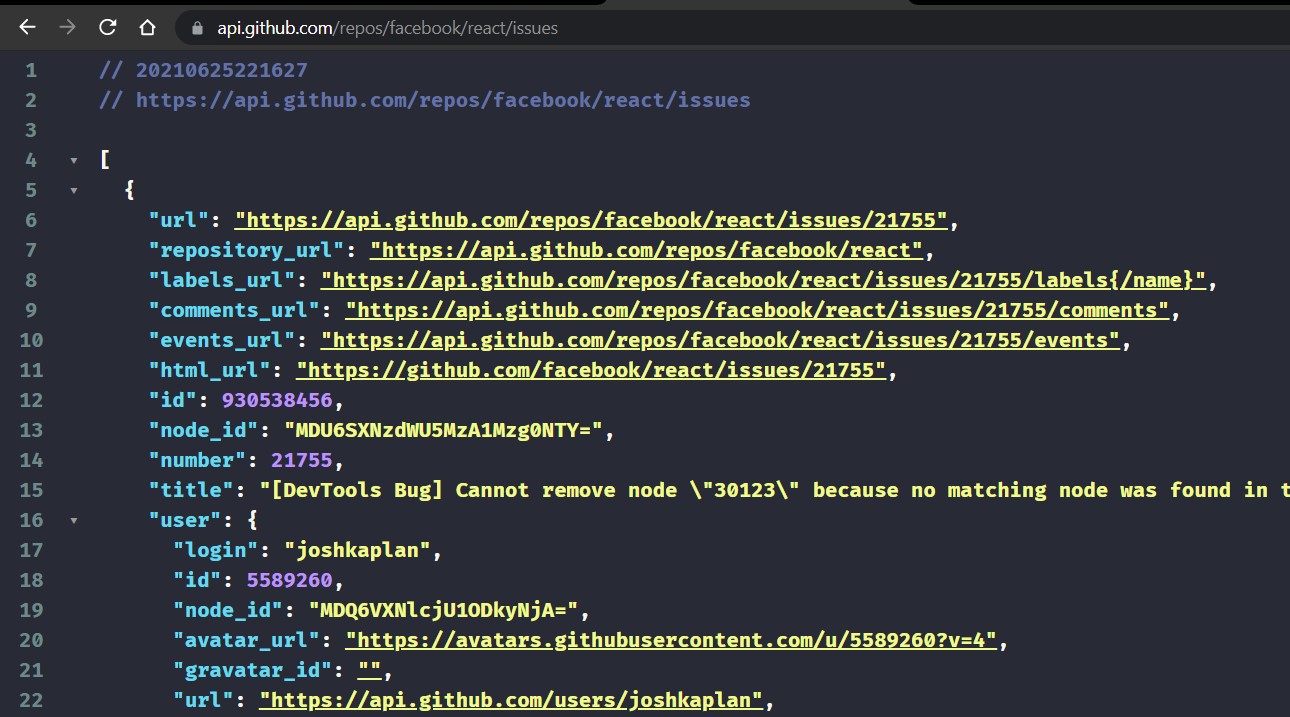 api.github.com/repos/facebook/react/issues
1 // 20210625221627
2 // https://api.github.com/repos/facebook/react/issues
3
4 [
5 {
6 "url": "https://api.github.com/repos/facebook/react/issues/21755",
7 "repository_url": "https://api.github.com/repos/facebook/react",
8 "labels_url": "https://api.github.com/repos/facebook/react/issues/21755/labels{/name}",
9 "comments_url": "https://api.github.com/repos/facebook/react/issues/21755/comments",
10 "events_url": "https://api.github.com/repos/facebook/react/issues/21755/events",
11 "html_url": "https://github.com/facebook/react/issues/21755",
12 "id": 930538456,
13 "node_id": "MDU6SXNzdWU5MzA1Mzg0NTY=",
14 "number": 21755,
15 "title": "[DevTools Bug] Cannot remove node \"30123\" because no matching node was found in t
16 "user": {
17 "login": "joshkaplan",
18 "id": 5589260,
19 "node_id": "MDQ6VXNlcjU1ODkyNjA=",
20 "avatar_url": "https://avatars.githubusercontent.com/u/5589260?v=4",
21 "gravatar_id": "",
22 "url": "https://api.github.com/users/joshkaplan",